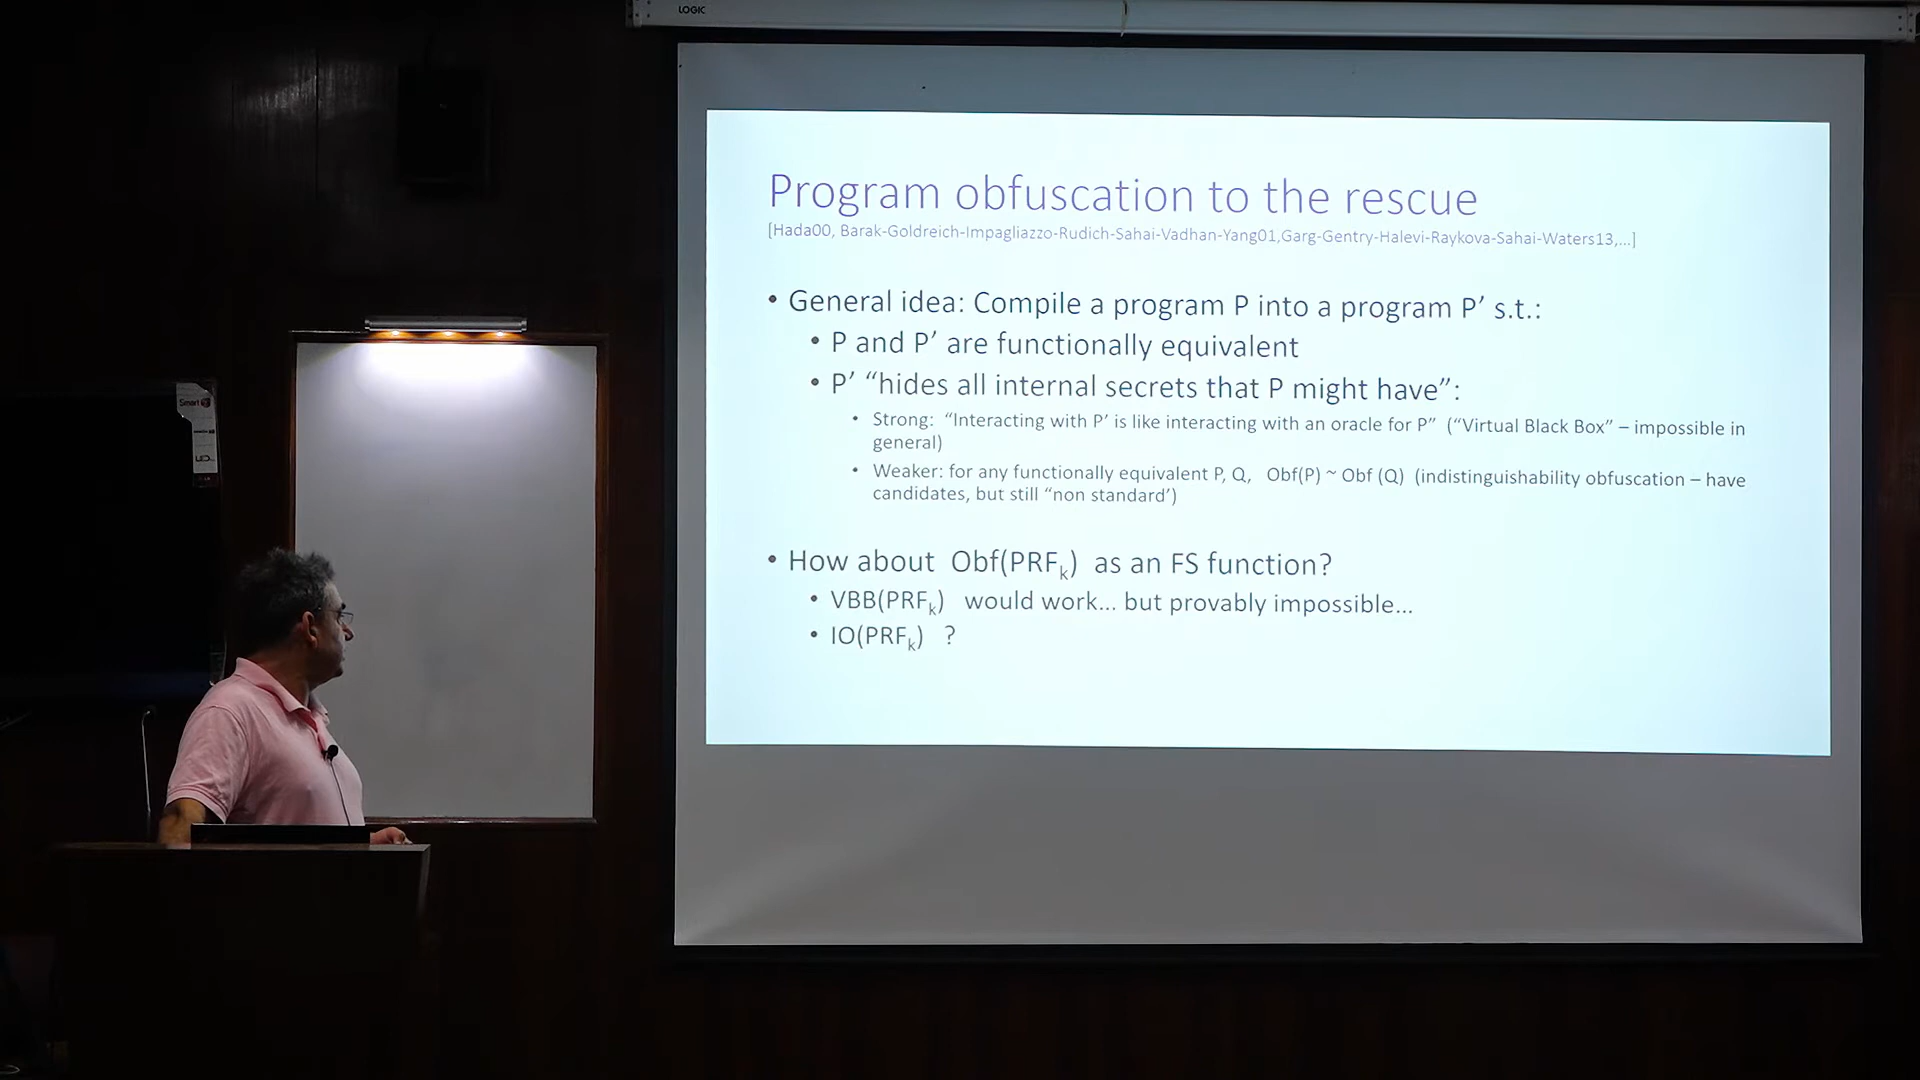 LOGIC
Program obfuscation to the rescue
[Hada00, Barak-Goldreich-Impagliazzo-Rudich-Sahai-Vadhan-Yang01,Garg-Gentry-Halevi-Raykova-Sahai-Waters13,...]
• General idea: Compile a program P into a program P’ s.t.:
• P and P’ are functionally equivalent
• P’ “hides all internal secrets that P might have”:
• Strong: “Interacting with P’ is like interacting with an oracle for P” (“Virtual Black Box” – impossible in
general)
• Weaker: for any functionally equivalent P, Q, Obf(P) ~ Obf (Q) (indistinguishability obfuscation – have
candidates, but still “non standard’)
• How about Obf(PRFk) as an FS function?
• VBB(PRFk) would work... but provably impossible...
• IO(PRFk) ?
Smart